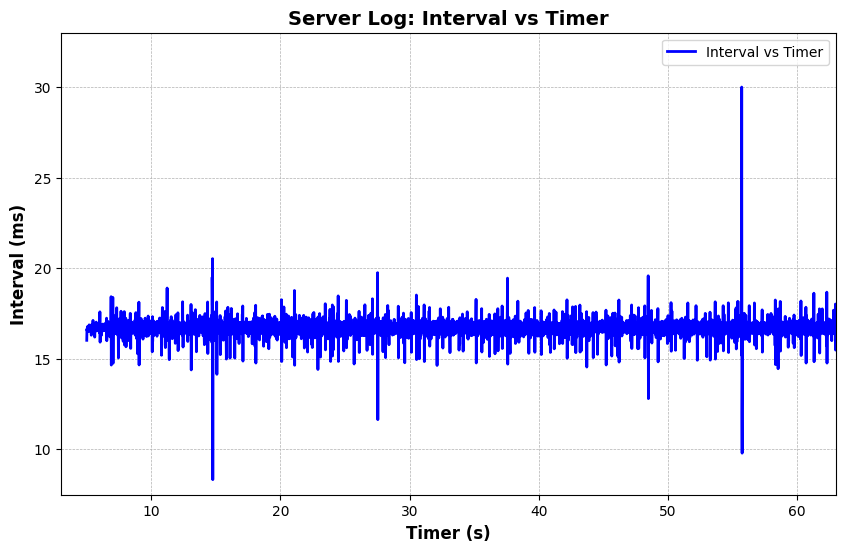 Server Log: Interval vs Timer
Interval vs Timer
30
25
20
15
10
Interval (ms)
10 20 30 40 50 60
Timer (s)